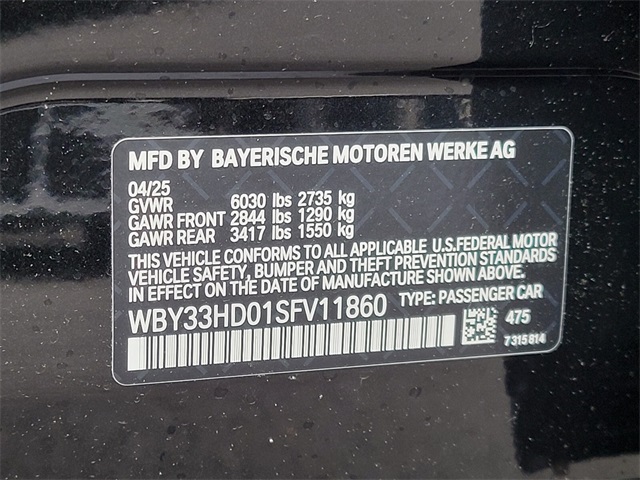 MFD BY BAYERISCHE MOTOREN WERKE AG
04/25
GVWR 6030 lbs 2735 kg
GAWR FRONT 2844 lbs 1290 kg
GAWR REAR 3417 lbs 1550 kg
THIS VEHICLE CONFORMS TO ALL APPLICABLE U.S.FEDERAL MOTOR
VEHICLE SAFETY, BUMPER AND THEFT PREVENTION STANDARDS
IN EFFECT ON THE DATE OF MANUFACTURE SHOWN ABOVE.
WBY33HD01SFV11860 TYPE: PASSENGER CAR
475
7315814